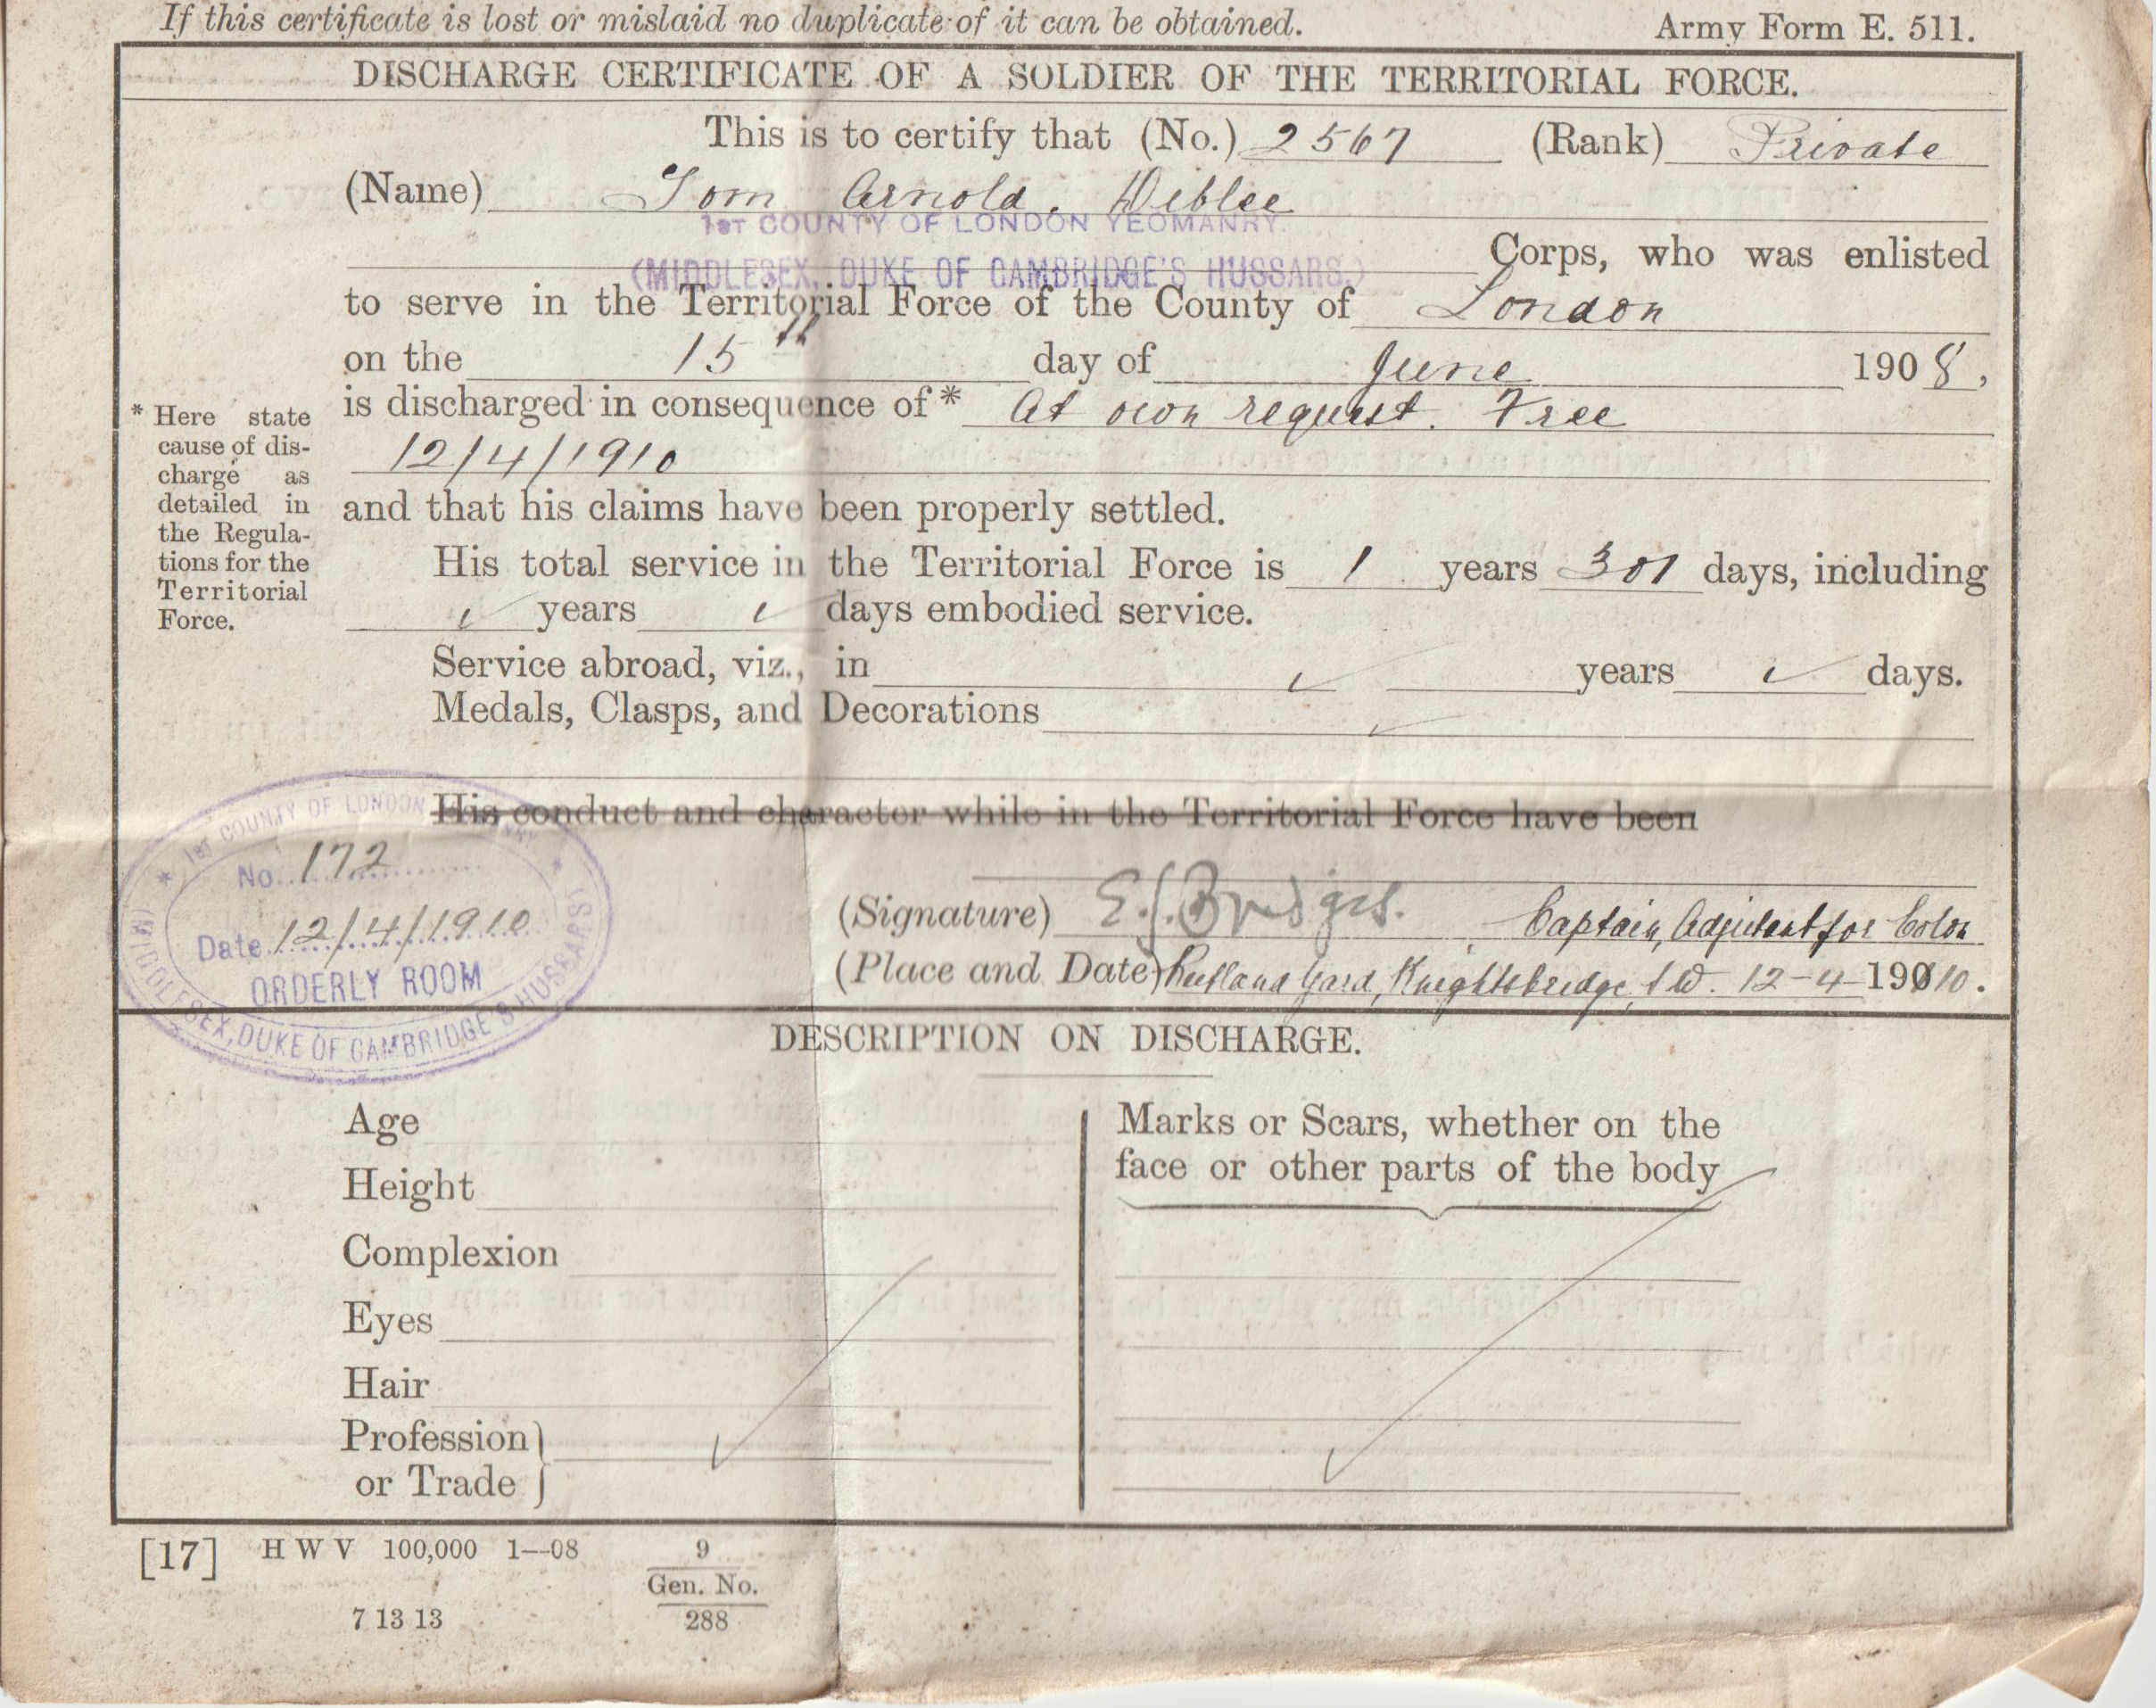 If this certificate is lost or mislaid no duplicate of it can be obtained.
Army Form E. 511.
DISCHARGE CERTIFICATE OF A SOLDIER OF THE TERRITORIAL FORCE.
This is to certify that (No.) 2567 (Rank) Private
(Name) Tom Arnold. Deblee
1ST COUNTY OF LONDON YEOMANRY.
(MIDDLESEX, DUKE OF CAMBRIDGE'S HUSSARS.)
Corps, who was enlisted
to serve in the Territorial Force of the County of London
on the 15th day of June 1908,
is discharged in consequence of* At own request. Free
12/4/1910
and that his claims have been properly settled.
His total service in the Territorial Force is 1 years 301 days, including
years days embodied service.
Service abroad, viz., in years days.
Medals, Clasps, and Decorations
His conduct and character while in the Territorial Force have been
(Signature) E.J. Bridges. Captain, Adjutant for Colon
(Place and Date) Rutland Yard, Knightsbridge, S.W. 12-4-1910.
* Here state
cause of dis-
charge as
detailed in
the Regula-
tions for the
Territorial
Force.
1ST COUNTY OF LONDON YEOMANRY
No. 172
Date 12/4/1910
ORDERLY ROOM
(MIDDLESEX, DUKE OF CAMBRIDGE'S HUSSARS)
DESCRIPTION ON DISCHARGE.
Age
Height
Complexion
Eyes
Hair
Profession
or Trade
Marks or Scars, whether on the
face or other parts of the body
[17] H W V 100,000 1—08
7 13 13
9
Gen. No.
288